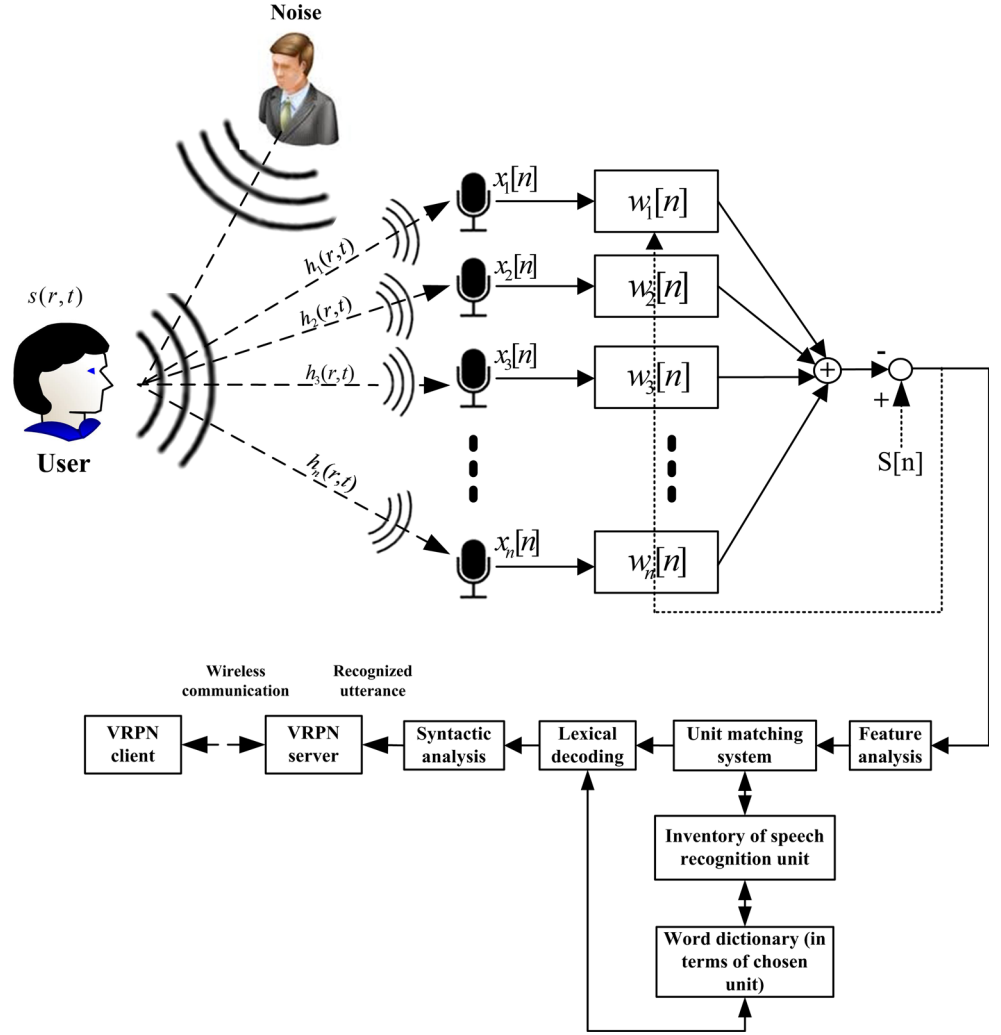 Noise
x₁[n]
w₁[n]
h₁(r,t)
x₂[n]
w₂[n]
s(r,t)
h₂(r,t)
x₃[n]
w₃[n]
h₃(r,t)
+
-
+
S[n]
User
hₙ(r,t)
xₙ[n]
wₙ[n]
Wireless
communication
Recognized
utterance
VRPN
client
VRPN
server
Syntactic
analysis
Lexical
decoding
Unit matching
system
Feature
analysis
Inventory of speech
recognition unit
Word dictionary (in
terms of chosen
unit)